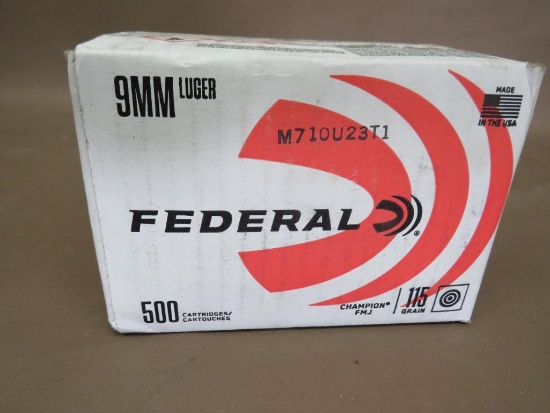 9MM LUGER
MADE
IN THE USA
M710U23T1
FEDERAL®
500 CARTRIDGES/
CARTOUCHES
CHAMPION®
FMJ
115
GRAIN